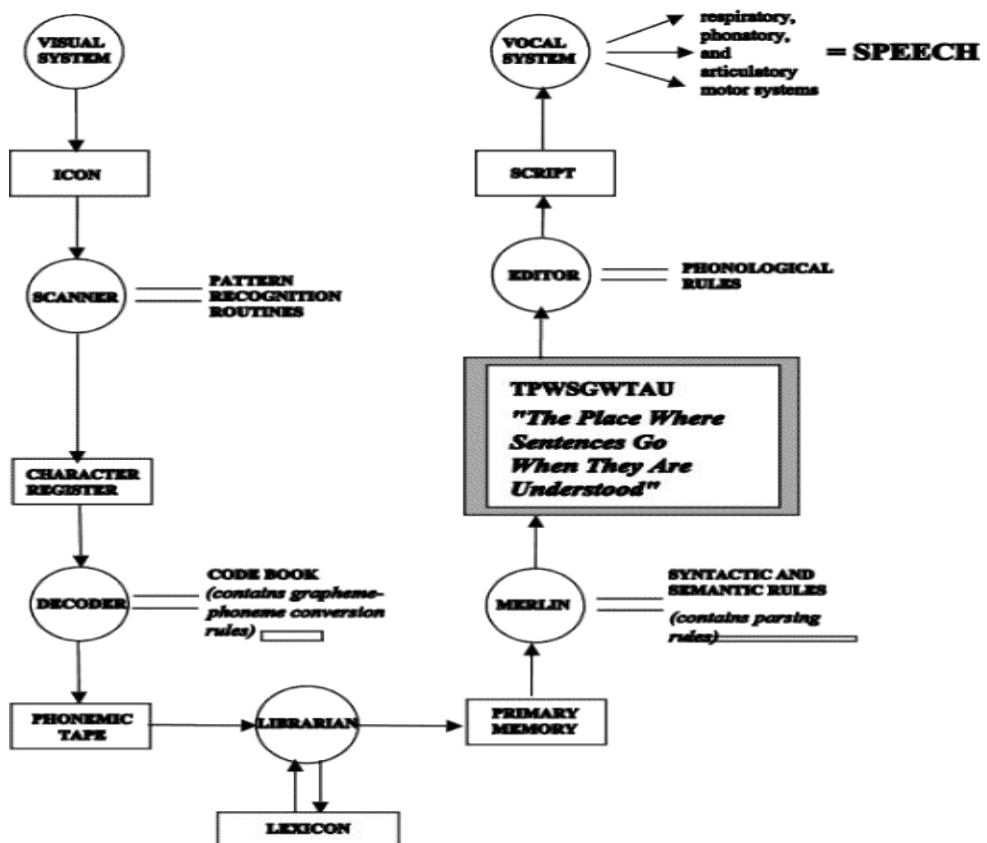 VISUAL
SYSTEM
ICON
SCANNER
PATTERN
RECOGNITION
ROUTINES
CHARACTER
REGISTER
DECODER
CODE BOOK
(contains grapheme-
phoneme conversion
rules)
PHONEMIC
TAPE
LIBRARIAN
LEXICON
PRIMARY
MEMORY
MERLIN
SYNTACTIC AND
SEMANTIC RULES
(contains parsing
rules)
TPWSGWTAU
"The Place Where
Sentences Go
When They Are
Understood"
EDITOR
PHONOLOGICAL
RULES
SCRIPT
VOCAL
SYSTEM
respiratory,
phonatory,
and
articulatory
motor systems
= SPEECH